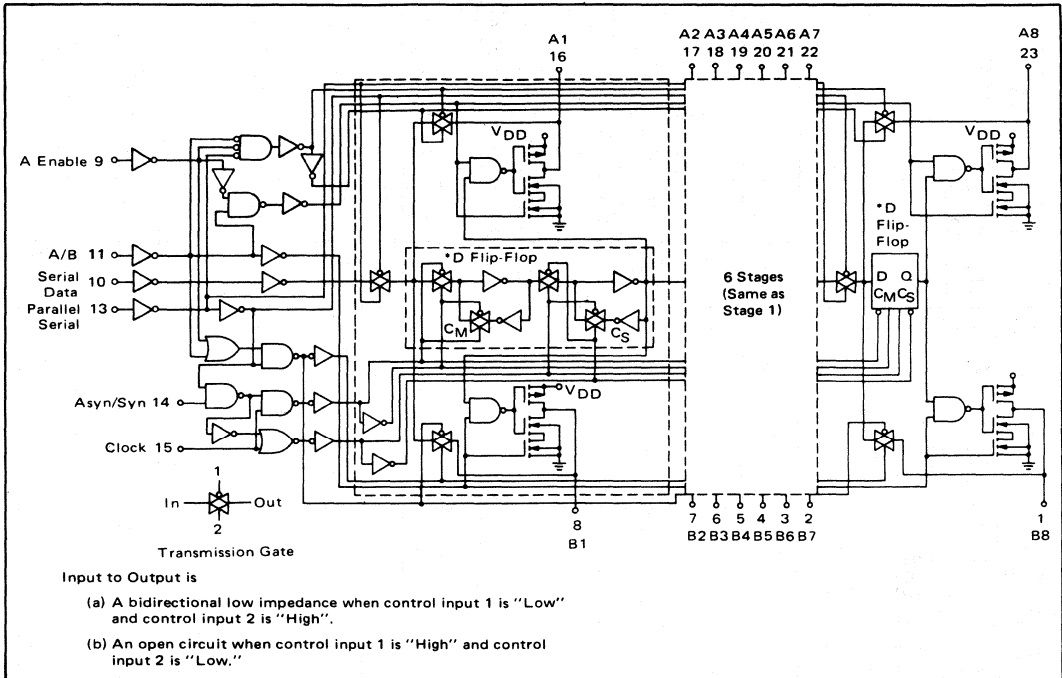 A1
16
A2 A3 A4 A5 A6 A7
17 18 19 20 21 22
A8
23
VDD
VDD
A Enable 9
*D
Flip-
Flop
A/B 11
*D Flip-Flop
Serial
Data 10
Parallel
Serial 13
6 Stages
(Same as
Stage 1)
D Q
CM CS
CM
CS
VDD
Asyn/Syn 14
Clock 15
1
In
Out
2
Transmission Gate
8
B1
7 6 5 4 3 2
B2 B3 B4 B5 B6 B7
1
B8
Input to Output is
(a) A bidirectional low impedance when control input 1 is "Low"
and control input 2 is "High".
(b) An open circuit when control input 1 is "High" and control
input 2 is "Low."